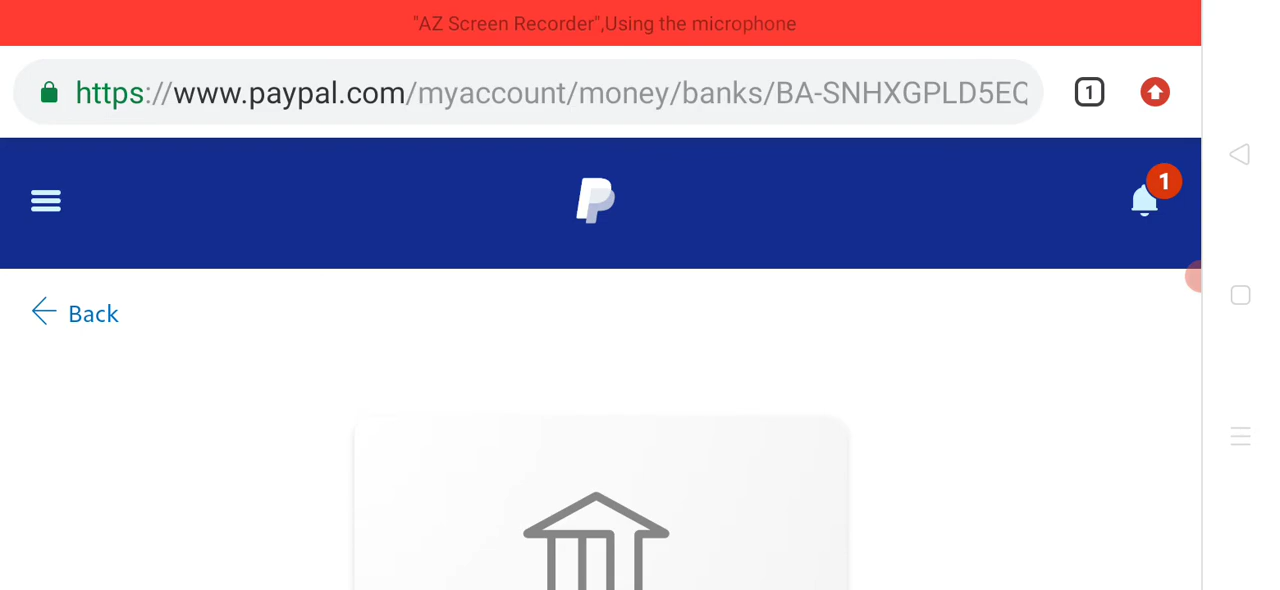 "AZ Screen Recorder",Using the microphone
https://www.paypal.com/myaccount/money/banks/BA-SNHXGPLD5EC
1
1
Back